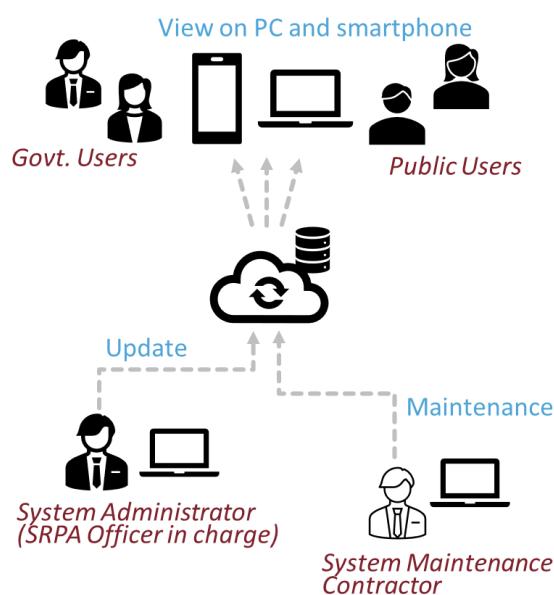 View on PC and smartphone
Govt. Users
Public Users
Update
Maintenance
System Administrator
(SRPA Officer in charge)
System Maintenance
Contractor